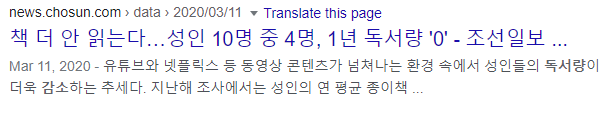 news.chosun.com › data › 2020/03/11 ▾ Translate this page
책 더 안 읽는다...성인 10명 중 4명, 1년 독서량 '0' - 조선일보 ...
Mar 11, 2020 - 유튜브와 넷플릭스 등 동영상 콘텐츠가 넘쳐나는 환경 속에서 성인들의 독서량이
더욱 감소하는 추세다. 지난해 조사에서는 성인의 연 평균 종이책 ...